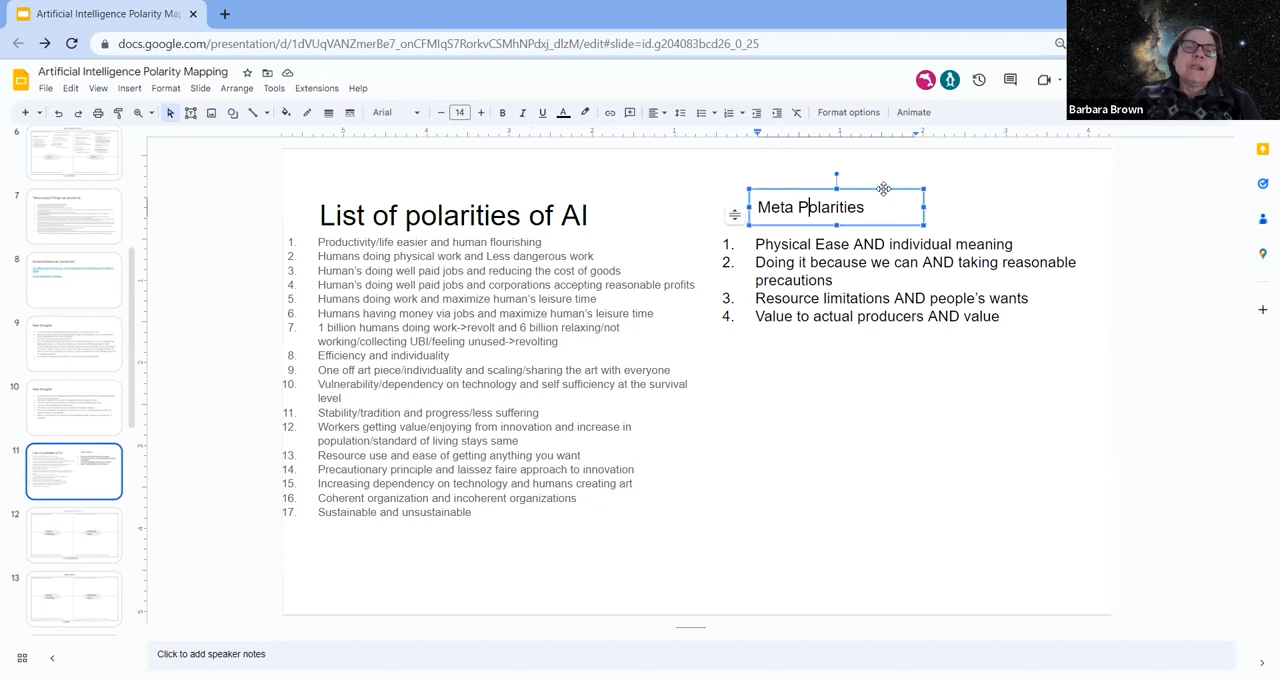 Artificial Intelligence Polarity Map
docs.google.com/presentation/d/1dVUqVANZmerBe7_onCFMIqS7RorkvCSMhNPdxj_dlzM/edit#slide=id.g204083bcd26_0_25
Barbara Brown
Artificial Intelligence Polarity Mapping
File Edit View Insert Format Slide Arrange Tools Extensions Help
Arial 14 Format options Animate
6
7
8
9
10
11
12
13
List of polarities of AI
1. Productivity/life easier and human flourishing
2. Humans doing physical work and less dangerous work
3. Human's doing well paid jobs and reducing the cost of goods
4. Human's doing well paid jobs and corporations accepting reasonable profits
5. Humans doing work and maximize human's leisure time
6. Humans having money via jobs and maximize human's leisure time
7. 1 billion humans doing work->revolt and 6 billion relaxing/not
working/collecting UBI/feeling unused->revolting
8. Efficiency and individuality
9. One off art piece/individuality and scaling/sharing the art with everyone
10. Vulnerability/dependency on technology and self sufficiency at the survival
level
11. Stability/tradition and progress/less suffering
12. Workers getting value/enjoying from innovation and increase in
population/standard of living stays same
13. Resource use and ease of getting anything you want
14. Precautionary principle and laissez faire approach to innovation
15. Increasing dependency on technology and humans creating art
16. Coherent organization and incoherent organizations
17. Sustainable and unsustainable
Meta Polarities
1. Physical Ease AND individual meaning
2. Doing it because we can AND taking reasonable
precautions
3. Resource limitations AND people's wants
4. Value to actual producers AND value
Click to add speaker notes